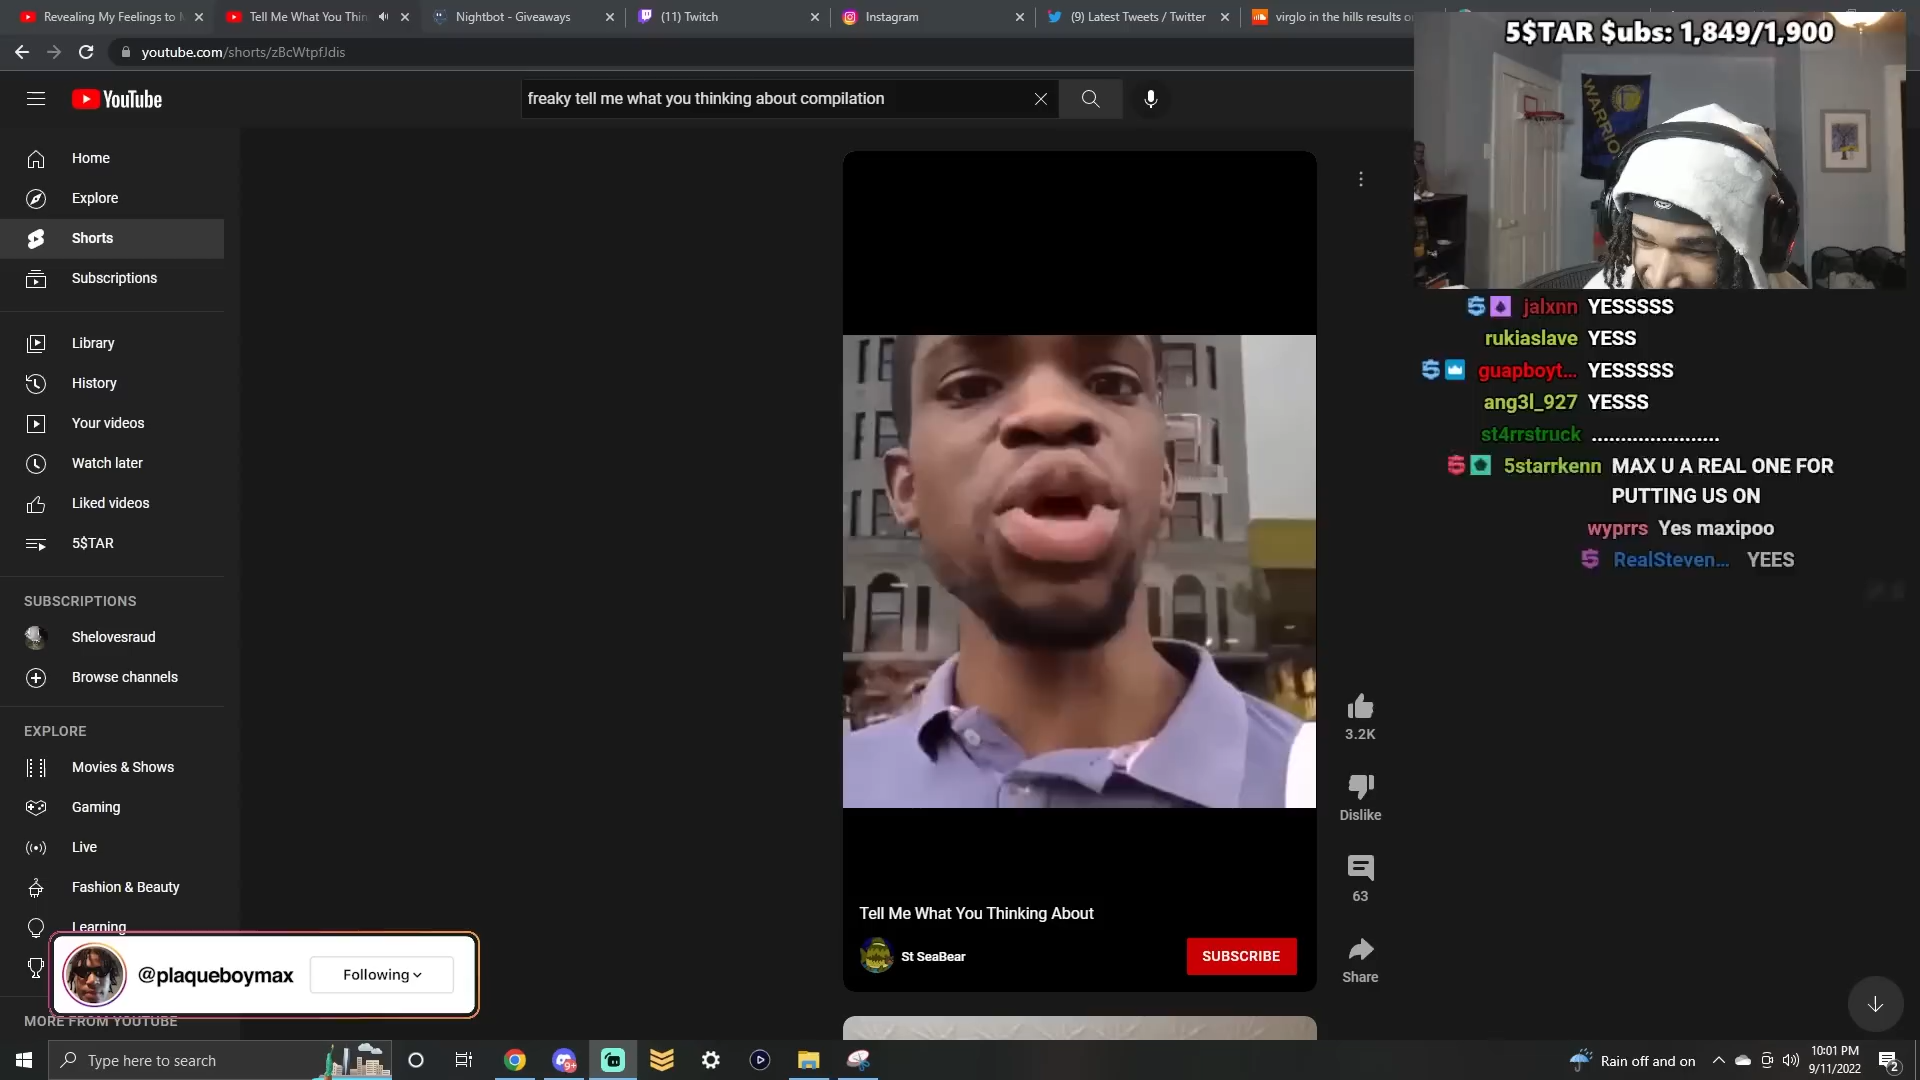 Revealing My Feelings to
Tell Me What You Thin
Nightbot - Giveaways
(11) Twitch
Instagram
(9) Latest Tweets / Twitter
virglo in the hills results o
youtube.com/shorts/zBcWtpfJdis
YouTube
freaky tell me what you thinking about compilation
Home
Explore
Shorts
Subscriptions
Library
History
Your videos
Watch later
Liked videos
5$TAR
SUBSCRIPTIONS
Shelovesraud
Browse channels
EXPLORE
Movies & Shows
Gaming
Live
Fashion & Beauty
Learning
@plaqueboymax
Following
MORE FROM YOUTUBE
3.2K
Dislike
63
Share
Tell Me What You Thinking About
St SeaBear
SUBSCRIBE
5$TAR $ubs: 1,849/1,900
WARRIO
jalxnn YESSSSS
rukiaslave YESS
guapboyt... YESSSSS
ang3l_927 YESSS
st4rrstruck ......................
5starrkenn MAX U A REAL ONE FOR
PUTTING US ON
wyprrs Yes maxipoo
RealSteven... YEES
Type here to search
9+
Rain off and on
10:01 PM
9/11/2022
2